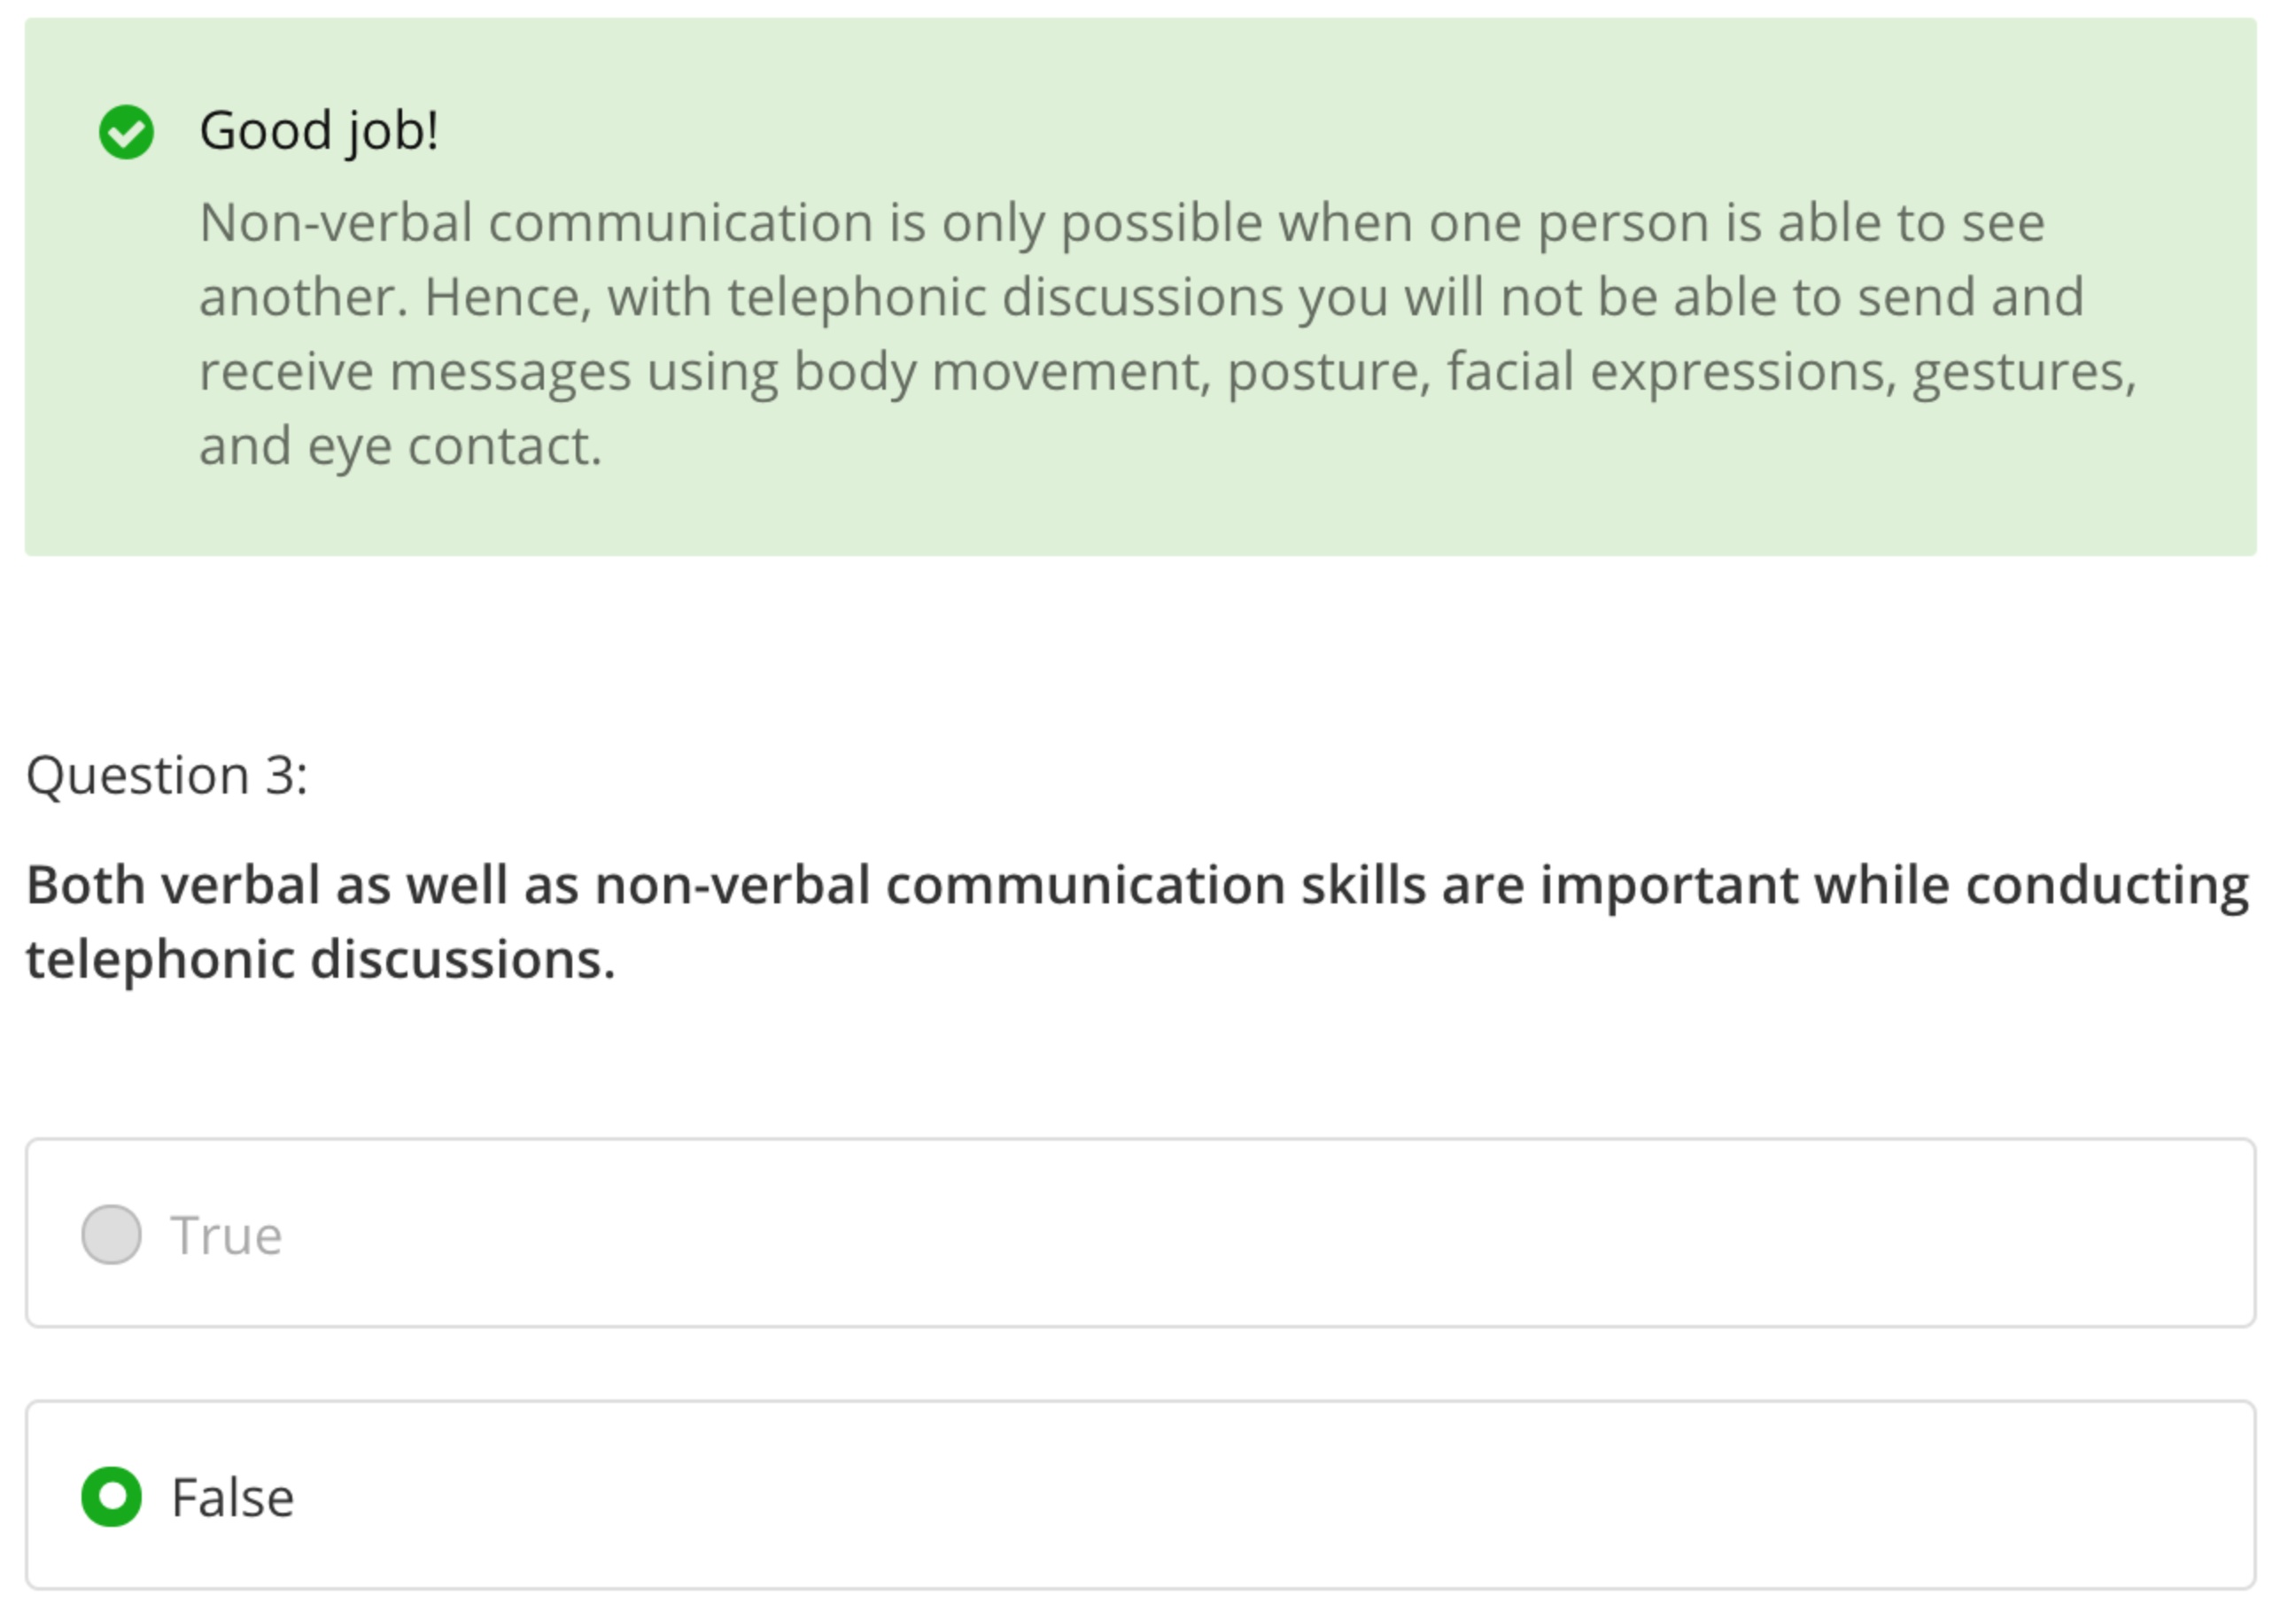 Good job!
Non-verbal communication is only possible when one person is able to see
another. Hence, with telephonic discussions you will not be able to send and
receive messages using body movement, posture, facial expressions, gestures,
and eye contact.
Question 3:
Both verbal as well as non-verbal communication skills are important while conducting
telephonic discussions.
True
False